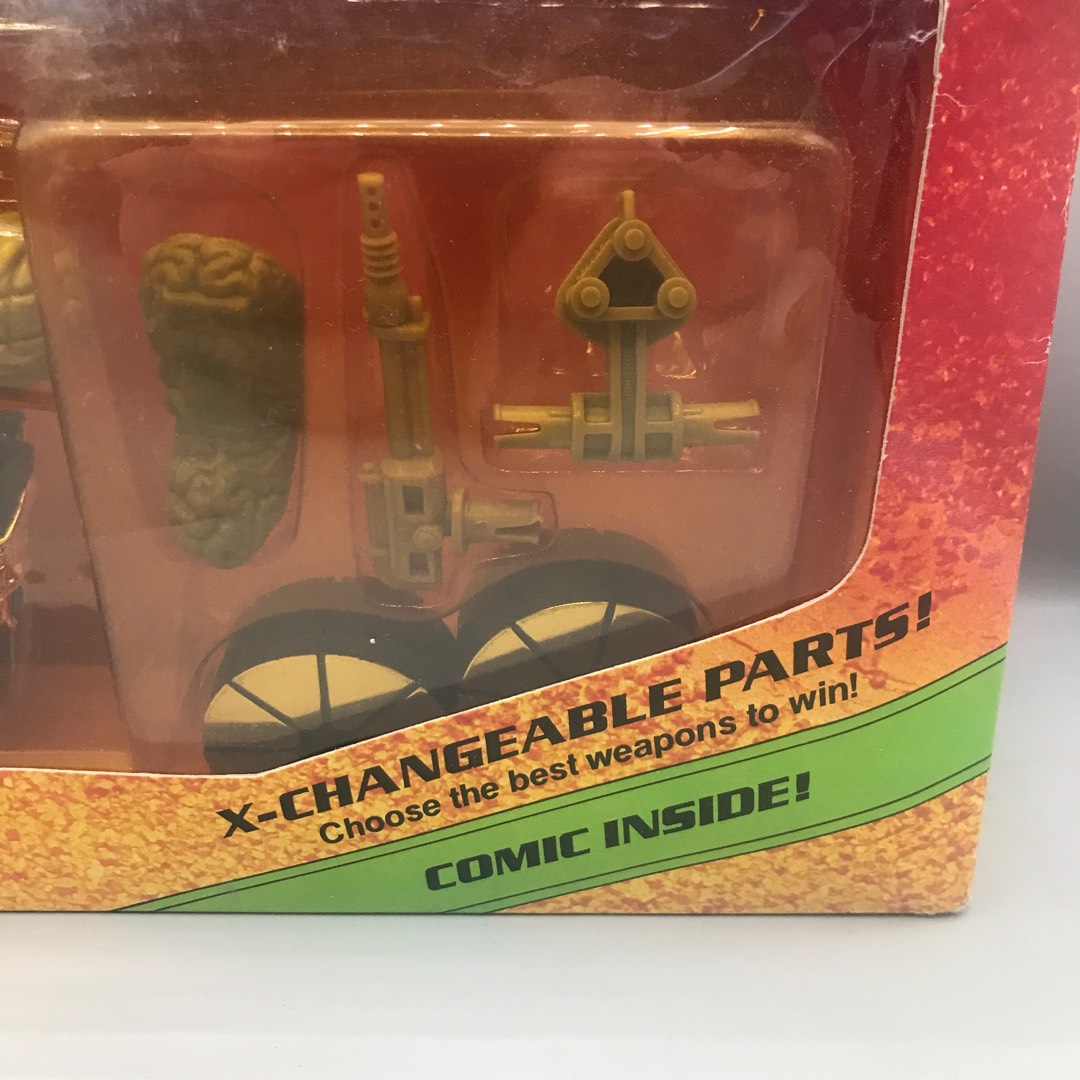 X-CHANGEABLE PARTS!
Choose the best weapons to win!
COMIC INSIDE!